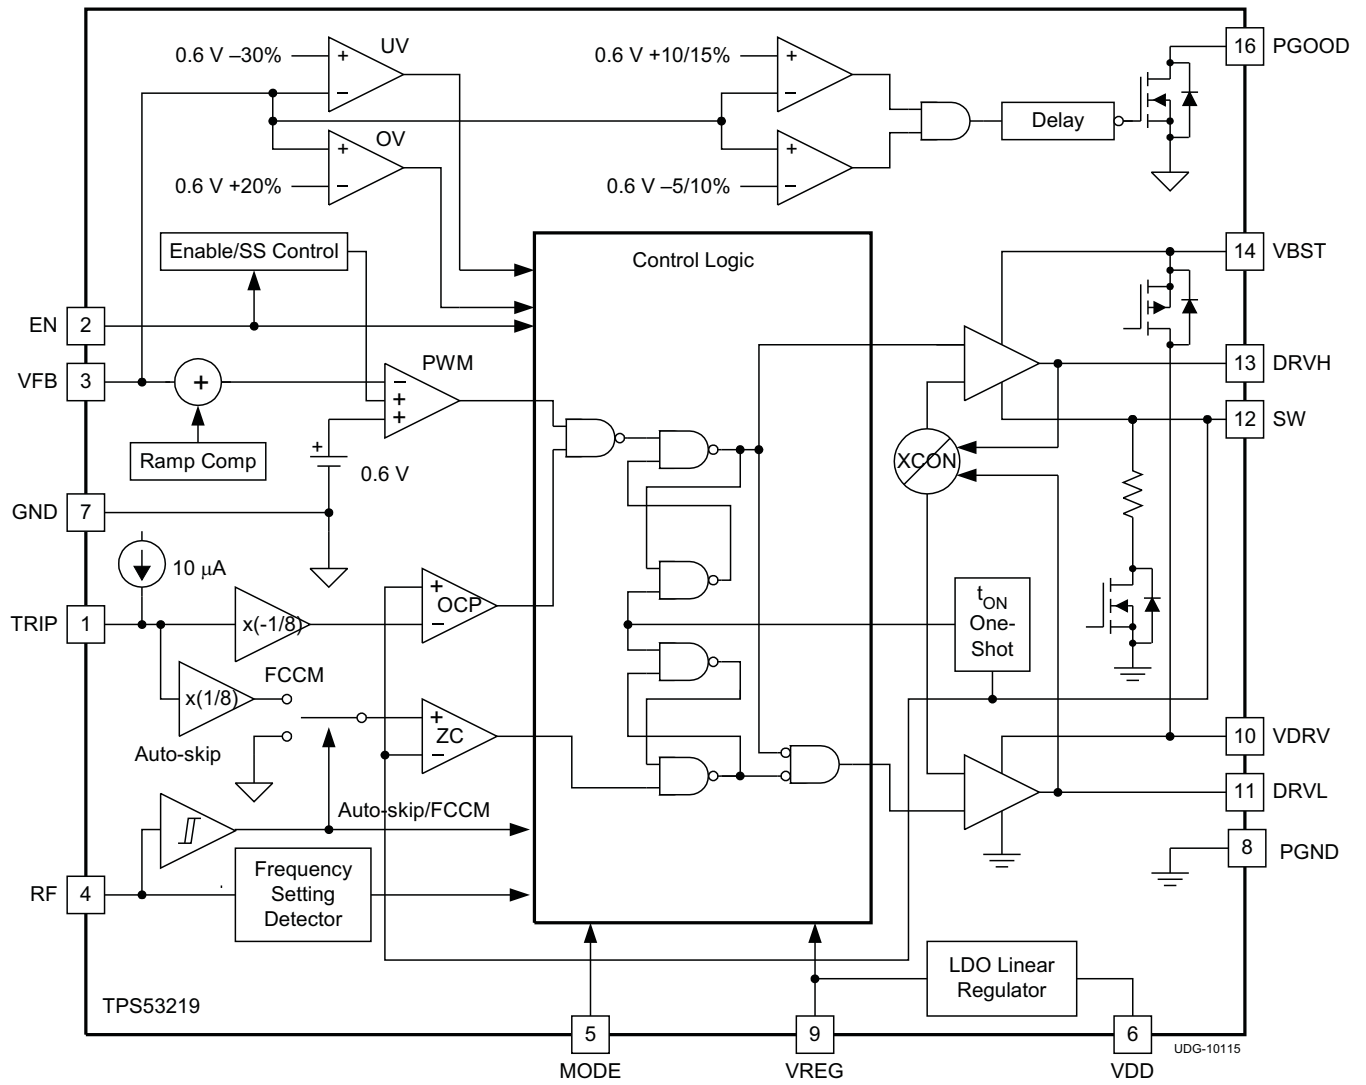 0.6 V –30%
+
–
UV
0.6 V +10/15%
+
–
16
PGOOD
Delay
OV
+
–
0.6 V +20%
+
–
0.6 V –5/10%
Enable/SS Control
Control Logic
14
VBST
EN
2
VFB
3
+
PWM
–
+
+
13
DRVH
12
SW
Ramp Comp
+
0.6 V
XCON
GND
7
10 μA
TRIP
1
x(-1/8)
+
OCP
–
tON
One-
Shot
FCCM
x(1/8)
+
ZC
–
Auto-skip
10
VDRV
11
DRVL
Auto-skip/FCCM
8
PGND
RF
4
Frequency
Setting
Detector
LDO Linear
Regulator
TPS53219
5
MODE
9
VREG
6
VDD
UDG-10115